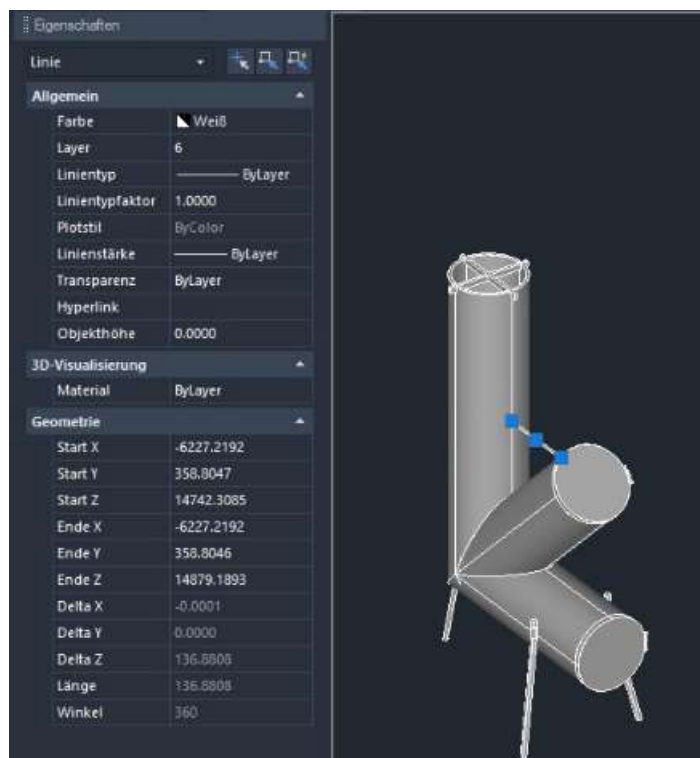 Eigenschaften
Linie
Allgemein
Farbe Weiß
Layer 6
Linientyp ByLayer
Linientypfaktor 1.0000
Plotstil ByColor
Linienstärke ByLayer
Transparenz ByLayer
Hyperlink
Objekthöhe 0.0000
3D-Visualisierung
Material ByLayer
Geometrie
Start X -6227.2192
Start Y 358.8047
Start Z 14742.3085
Ende X -6227.2192
Ende Y 358.8046
Ende Z 14879.1893
Delta X -0.0001
Delta Y 0.0000
Delta Z 136.8808
Länge 136.8808
Winkel 360